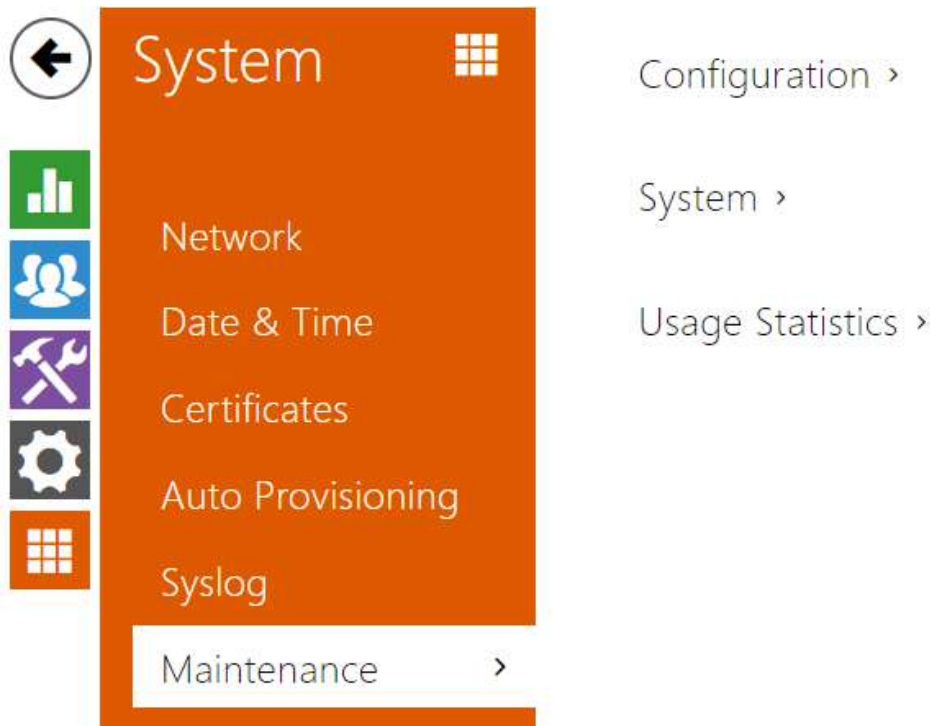 System
Network
Date & Time
Certificates
Auto Provisioning
Syslog
Maintenance ›
Configuration ›
System ›
Usage Statistics ›